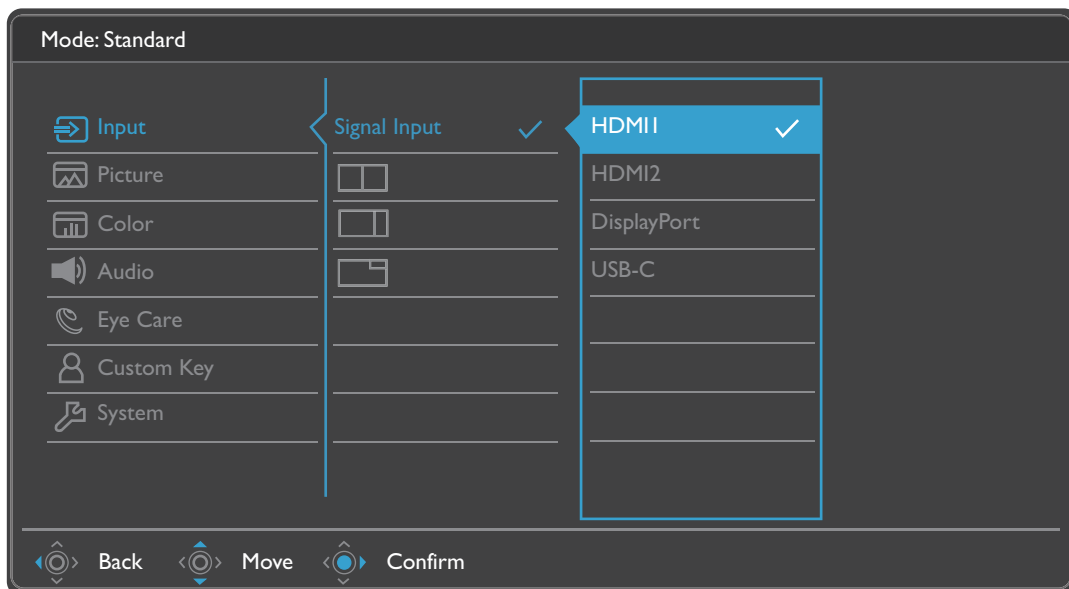 Mode: Standard
Input
Signal Input
HDMI1
Picture
HDMI2
Color
DisplayPort
Audio
USB-C
Eye Care
Custom Key
System
Back Move Confirm